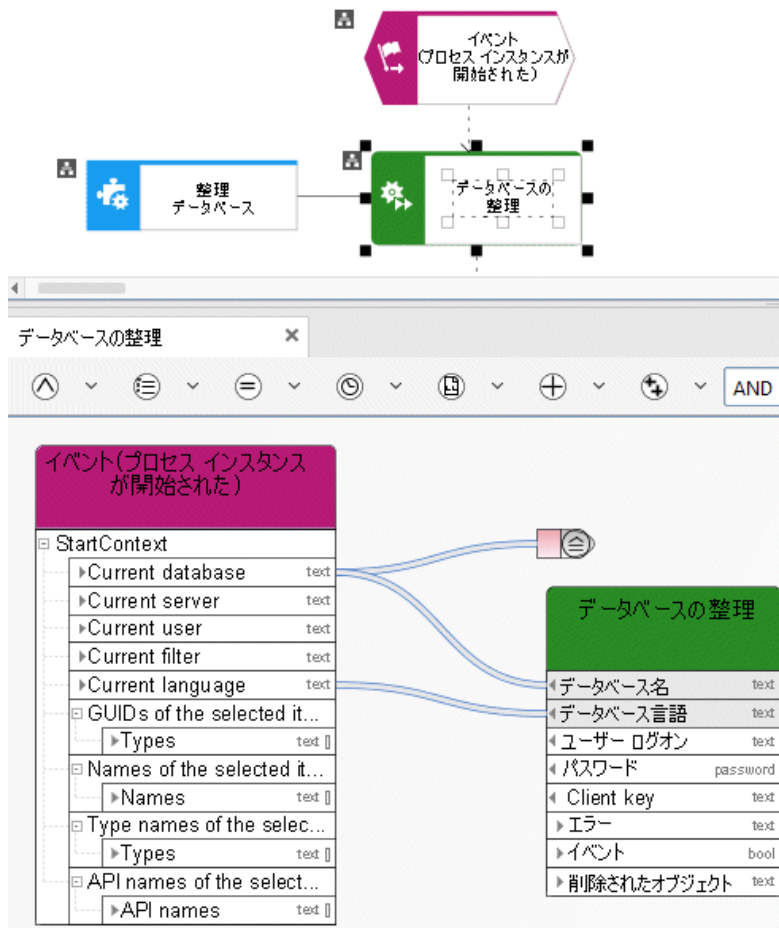 イベント
(プロセス インスタンスが
開始された)
整理
データベース
データベースの
整理
データベースの整理
AND
イベント(プロセス インスタンス
が開始された)
StartContext
Current database text
Current server text
Current user text
Current filter text
Current language text
GUIDs of the selected it...
Types text []
Names of the selected it...
Names text []
Type names of the selec...
Types text []
API names of the select...
API names text []
データベースの整理
データベース名 text
データベース言語 text
ユーザー ログオン text
パスワード password
Client key text
エラー text
イベント bool
削除されたオブジェクト text